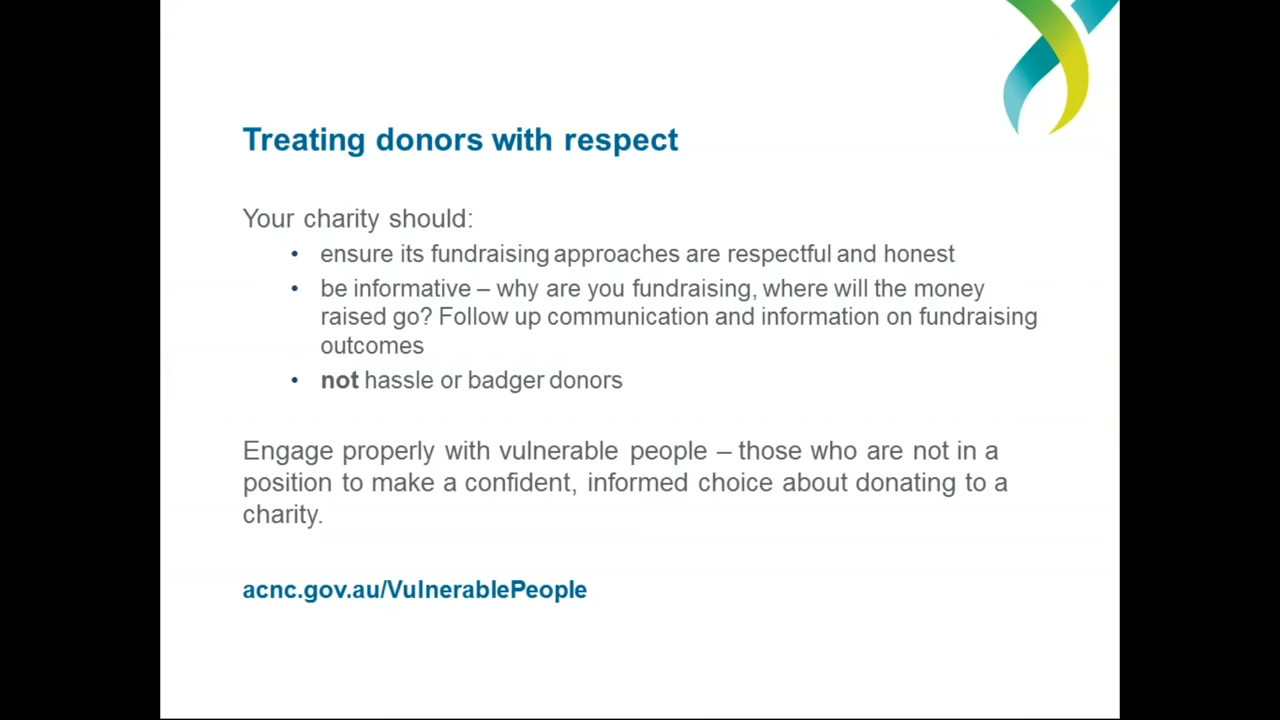 Treating donors with respect
Your charity should:
• ensure its fundraising approaches are respectful and honest
• be informative – why are you fundraising, where will the money
raised go? Follow up communication and information on fundraising
outcomes
• not hassle or badger donors
Engage properly with vulnerable people – those who are not in a
position to make a confident, informed choice about donating to a
charity.
acnc.gov.au/VulnerablePeople